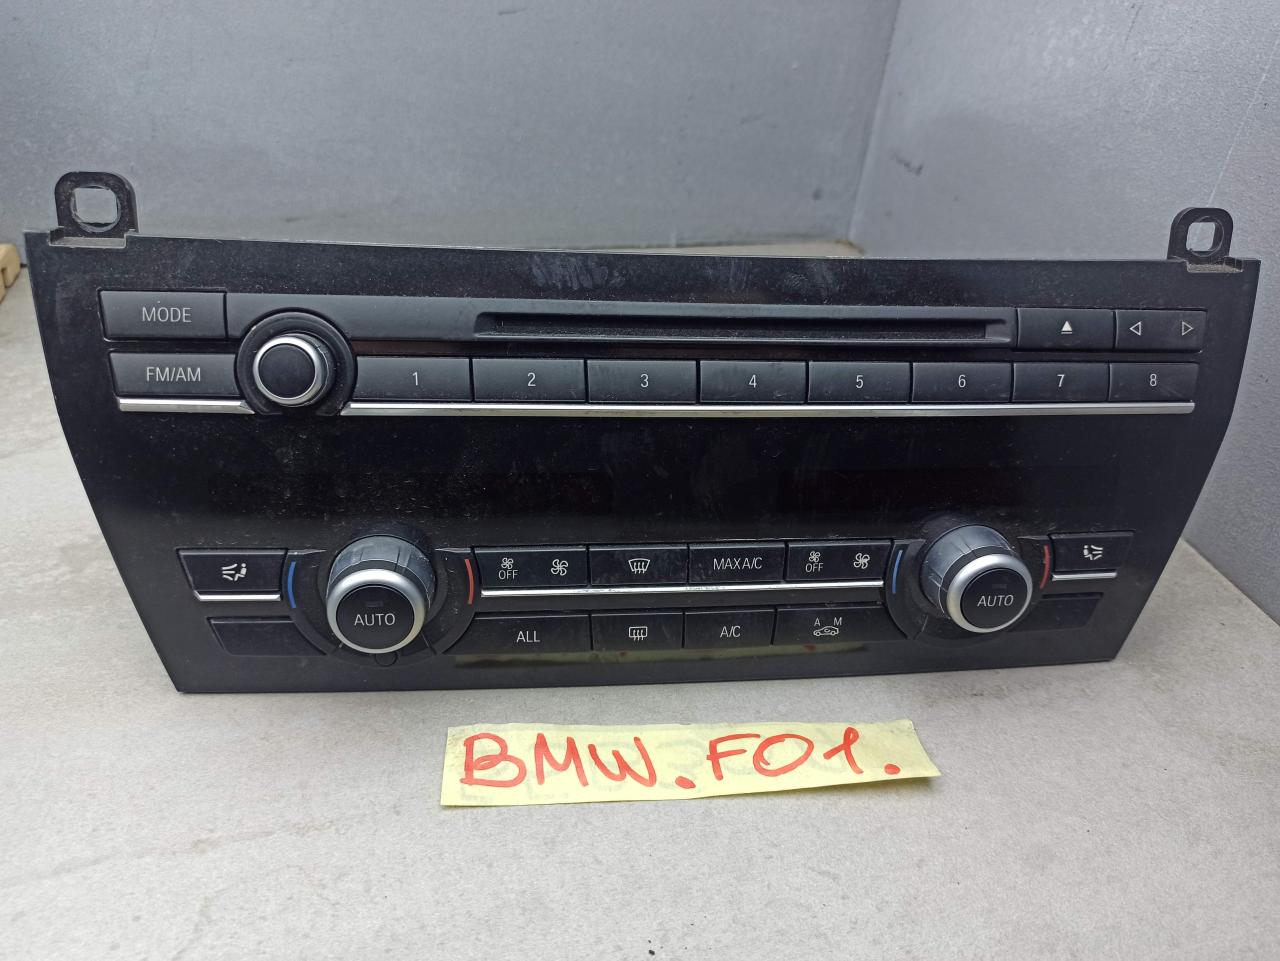 MODE
FM/AM 1 2 3 4 5 6 7 8
OFF MAX A/C OFF
AUTO ALL A/C A M AUTO
BMW.F01.